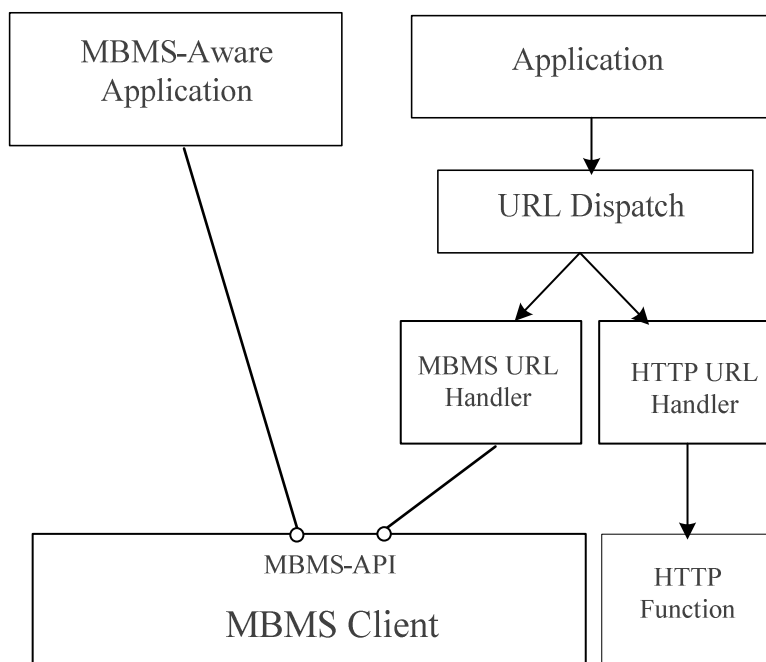 MBMS-Aware
Application
Application
URL Dispatch
MBMS URL
Handler
HTTP URL
Handler
MBMS-API
MBMS Client
HTTP
Function